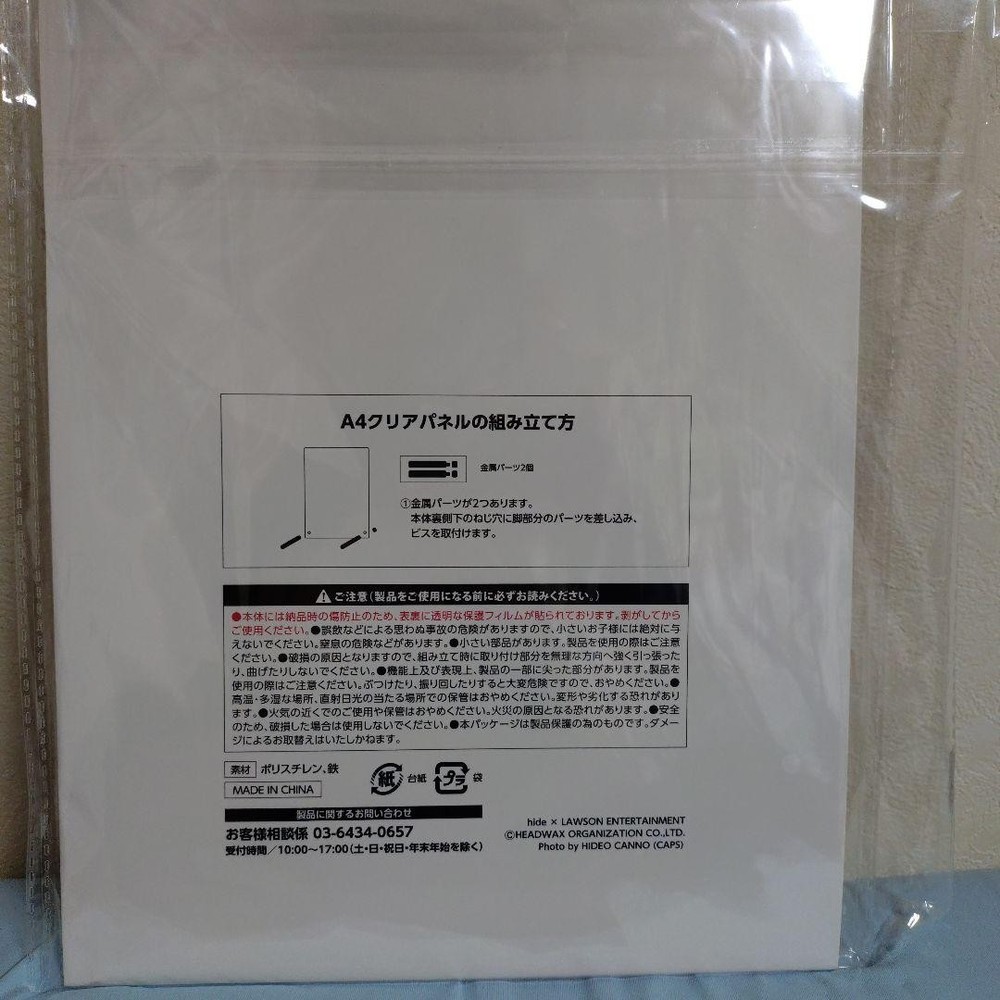 A4クリアパネルの組み立て方
金属パーツ2個
①金属パーツが2つあります。
本体裏側下のねじ穴に脚部分のパーツを差し込み、
ビスを取付けます。
ご注意(製品をご使用になる前に必ずお読みください。)
●本体には納品時の傷防止のため、表裏に透明な保護フィルムが貼られております。剥がしてから
ご使用ください。●誤飲などによる思わぬ事故の危険がありますので、小さいお子様には絶対に与
えないでください。窒息の危険などがあります。●小さい部品があります。製品を使用の際はご注意
ください。●破損の原因となりますので、組み立て時に取り付け部分を無理な方向へ強く引っ張った
り、曲げたりしないでください。●機能上及び表現上、製品の一部に尖った部分があります。製品を
使用の際はご注意ください。ぶつけたり、振り回したりすると大変危険ですので、おやめください。●
高温・多湿な場所、直射日光の当たる場所での保管はおやめください。変形や劣化する恐れがあり
ます。●火気の近くでのご使用や保管はおやめください。火災の原因となる恐れがあります。●安全
のため、破損した場合は使用しないでください。●本パッケージは製品保護の為のものです。ダメー
ジによるお取替えはいたしかねます。
素材 ポリスチレン、鉄
紙 台紙 プラ 袋
MADE IN CHINA
製品に関するお問い合わせ
お客様相談係 03-6434-0657
受付時間/10:00～17:00(土・日・祝日・年末年始を除く)
hide × LAWSON ENTERTAINMENT
©HEADWAX ORGANIZATION CO.,LTD.
Photo by HIDEO CANNO (CAPS)